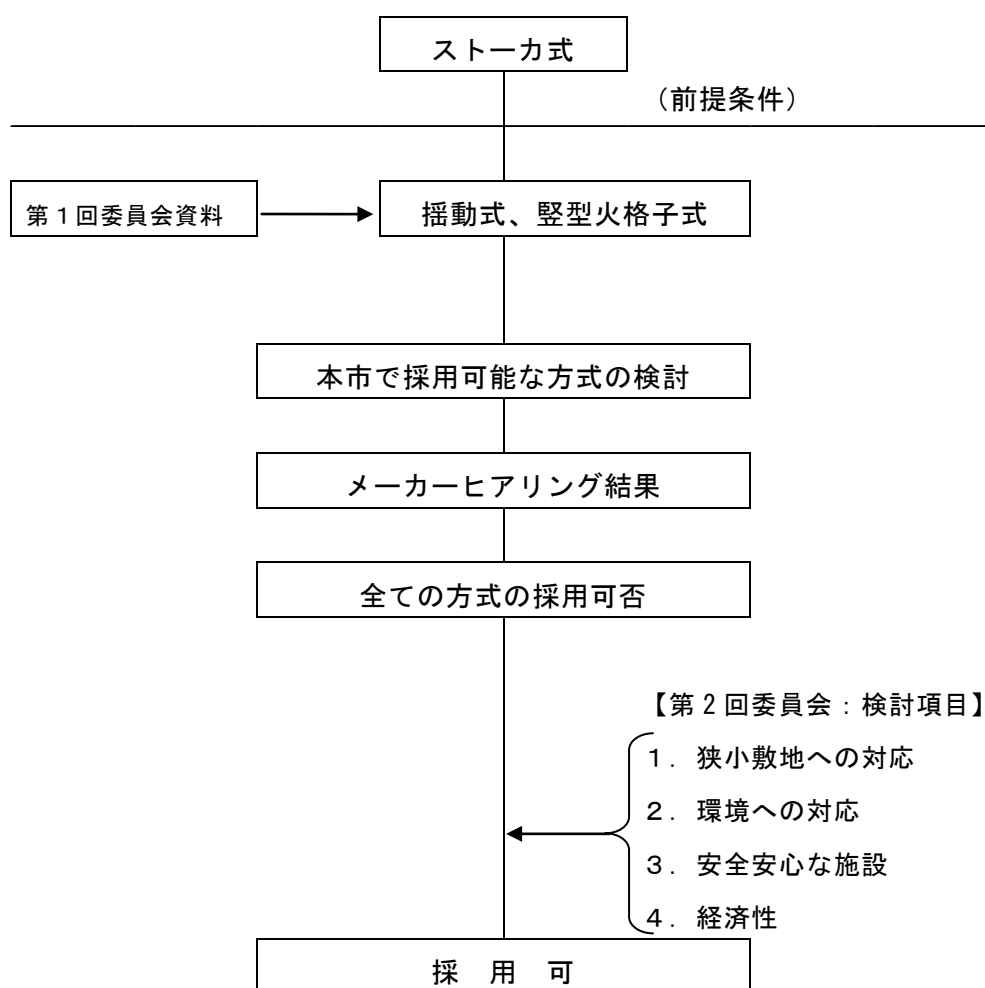 ストーカ式
（前提条件）
第１回委員会資料
揺動式、竪型火格子式
本市で採用可能な方式の検討
メーカーヒアリング結果
全ての方式の採用可否
【第２回委員会：検討項目】
１．狭小敷地への対応
２．環境への対応
３．安全安心な施設
４．経済性
採　用　可